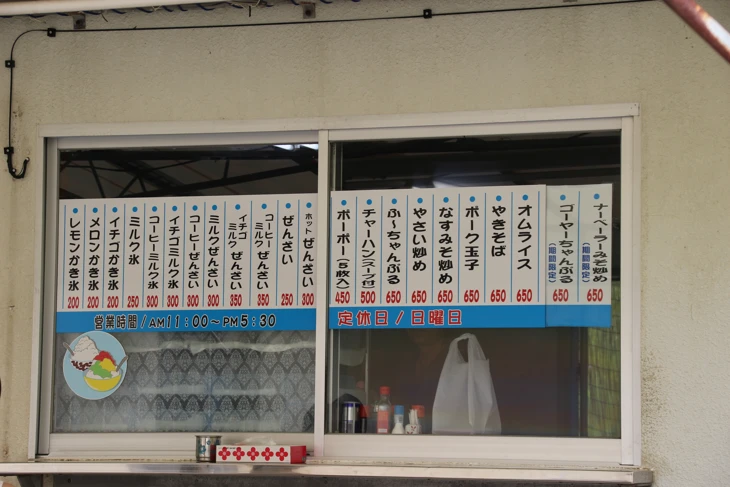 ホットぜんざい 300
ぜんざい 250
コーヒーミルクぜんざい 350
イチゴミルクぜんざい 350
ミルクぜんざい 300
コーヒーぜんざい 300
イチゴミルク氷 300
コーヒーミルク氷 300
ミルク氷 250
イチゴかき氷 200
メロンかき氷 200
レモンかき氷 200
営業時間/AM11:00~PM5:30
ナーベーラーみそ炒め(期間限定) 650
ゴーヤーちゃんぷる(期間限定) 650
オムライス 650
やきそば 650
ポーク玉子 650
なすみそ炒め 650
やさい炒め 650
ふ~ちゃんぷる 650
チャーハン(スープ付) 500
ポーポー(5枚入) 450
定休日/日曜日